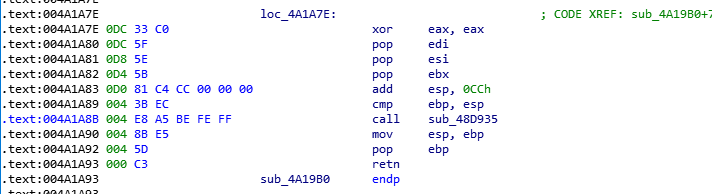 .text:004A1A7E
.text:004A1A7E loc_4A1A7E: ; CODE XREF: sub_4A19B0+7
.text:004A1A7E 0DC 33 C0 xor eax, eax
.text:004A1A80 0DC 5F pop edi
.text:004A1A81 0D8 5E pop esi
.text:004A1A82 0D4 5B pop ebx
.text:004A1A83 0D0 81 C4 CC 00 00 00 add esp, 0CCh
.text:004A1A89 004 3B EC cmp ebp, esp
.text:004A1A8B 004 E8 A5 BE FE FF call sub_48D935
.text:004A1A90 004 8B E5 mov esp, ebp
.text:004A1A92 004 5D pop ebp
.text:004A1A93 000 C3 retn
.text:004A1A93 sub_4A19B0 endp
.text:004A1A93